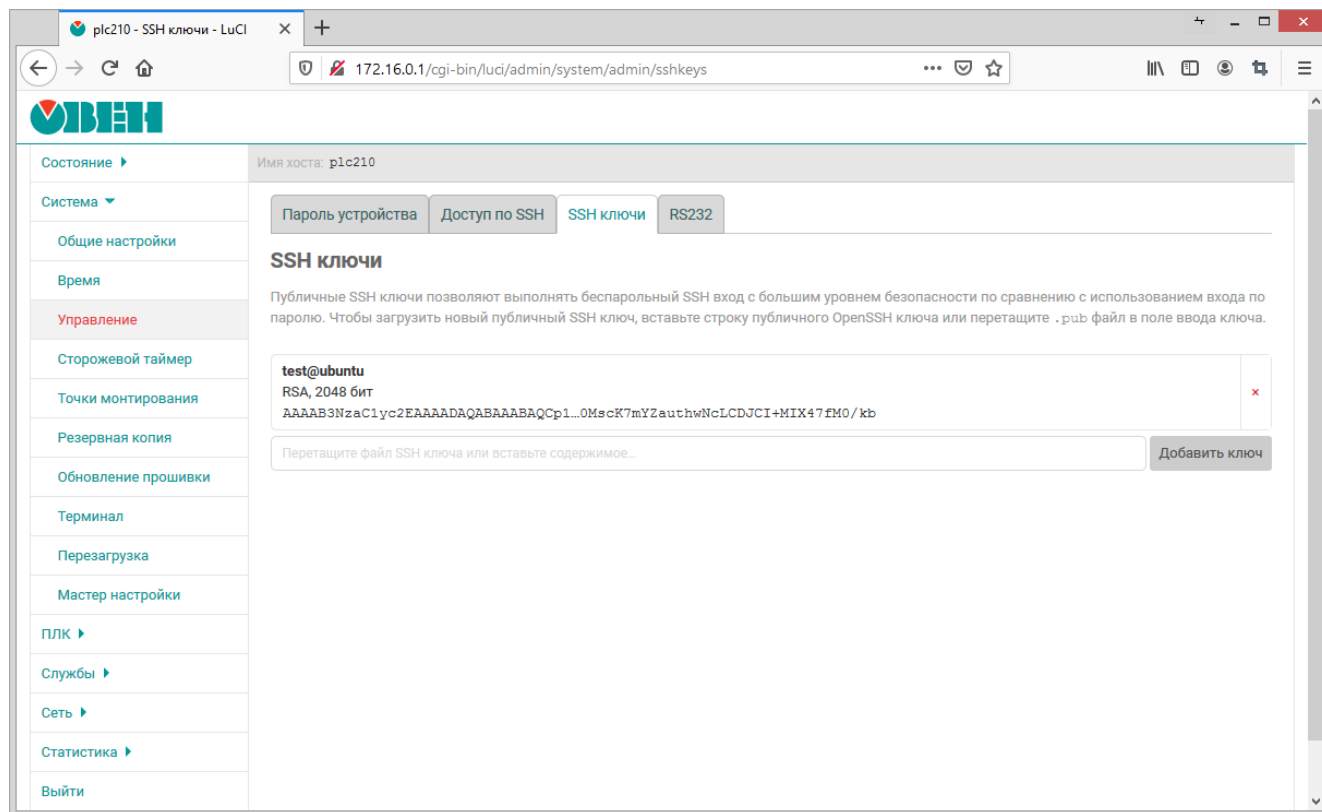 plc210 - SSH ключи - LuCI
172.16.0.1/cgi-bin/luci/admin/system/admin/sshkeys
ОВЕН
Состояние
Имя хоста: plc210
Система
Пароль устройства Доступ по SSH SSH ключи RS232
Общие настройки
SSH ключи
Время
Публичные SSH ключи позволяют выполнять беспарольный SSH вход с большим уровнем безопасности по сравнению с использованием входа по
Управление
паролю. Чтобы загрузить новый публичный SSH ключ, вставьте строку публичного OpenSSH ключа или перетащите .pub файл в поле ввода ключа.
Сторожевой таймер
test@ubuntu
RSA, 2048 бит
Точки монтирования
AAAAB3NzaC1yc2EAAAADAQABAAABAQCp1…0MscK7mYZauthwNcLCDJCI+MIX47fM0/kb
Резервная копия
Перетащите файл SSH ключа или вставьте содержимое… Добавить ключ
Обновление прошивки
Терминал
Перезагрузка
Мастер настройки
ПЛК
Службы
Сеть
Статистика
Выйти